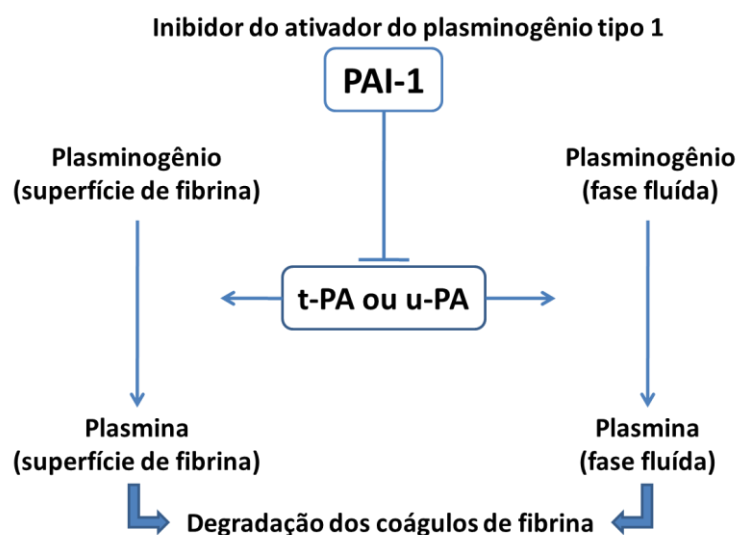 Inibidor do ativador do plasminogênio tipo 1
PAI-1
Plasminogênio
(superfície de fibrina)
Plasminogênio
(fase fluída)
t-PA ou u-PA
Plasmina
(superfície de fibrina)
Plasmina
(fase fluída)
Degradação dos coágulos de fibrina